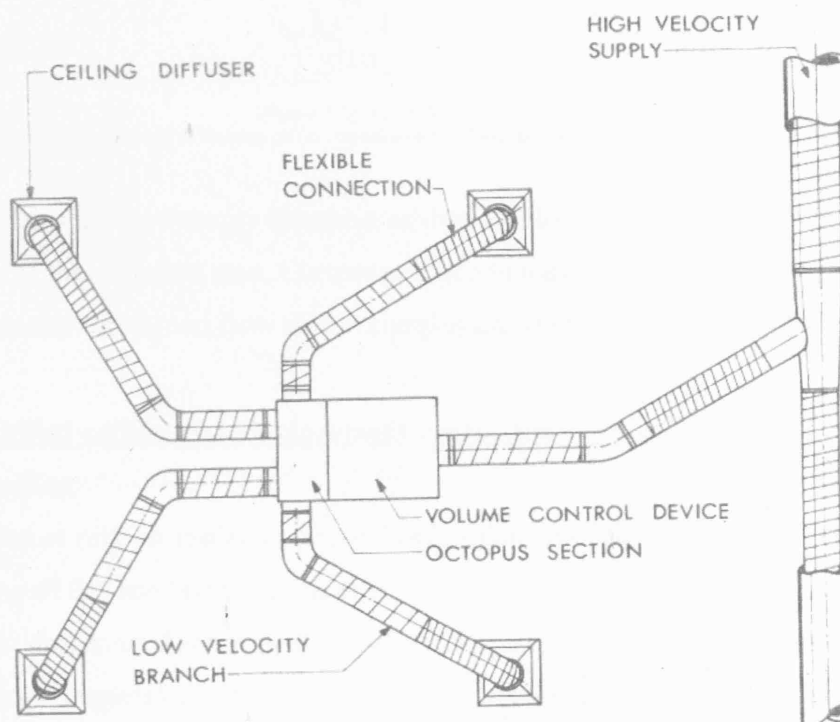 HIGH VELOCITY
SUPPLY
CEILING DIFFUSER
FLEXIBLE
CONNECTION
VOLUME CONTROL DEVICE
OCTOPUS SECTION
LOW VELOCITY
BRANCH